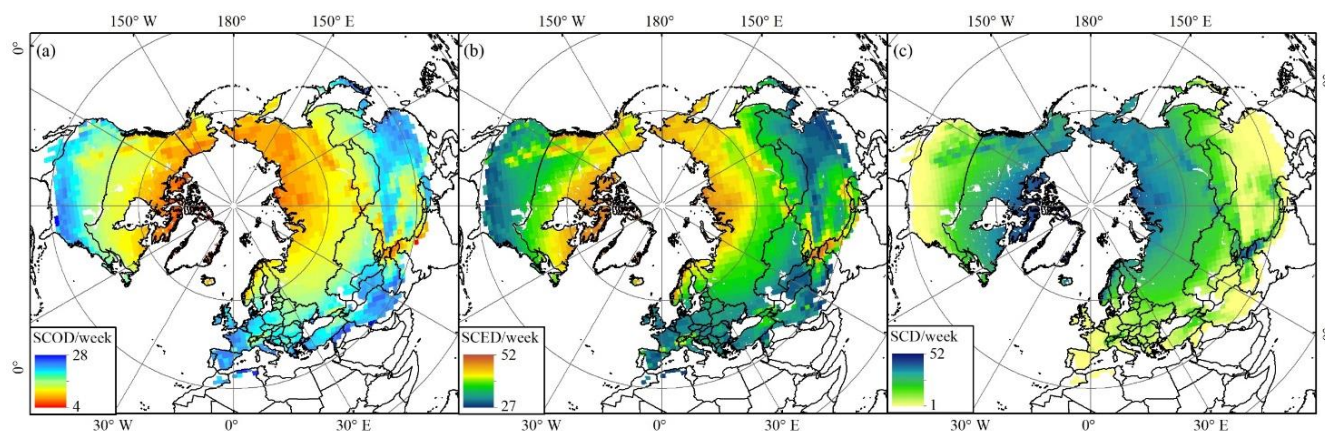 150° W 180° 150° E 150° W 180° 150° E 150° W 180° 150° E
(a) (b) (c)
0°
SCOD/week SCED/week SCD/week
28 52 52
4 27 1
0°
30° W 0° 30° E 30° W 0° 30° E 30° W 0° 30° E